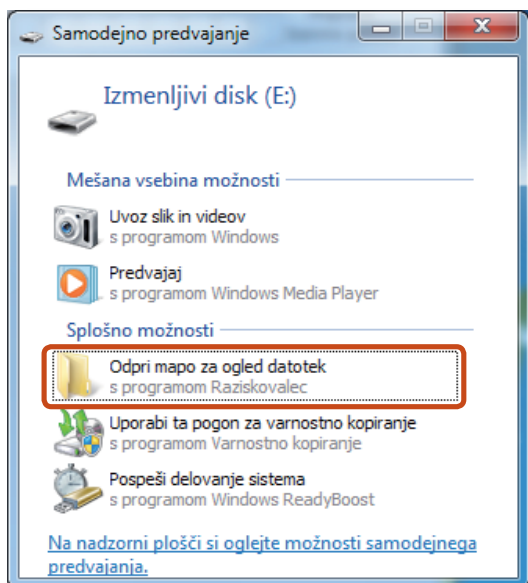 Samodejno predvajanje
Izmenljivi disk (E:)
Mešana vsebina možnosti
Uvoz slik in videov
s programom Windows
Predvajaj
s programom Windows Media Player
Splošno možnosti
Odpri mapo za ogled datotek
s programom Raziskovalec
Uporabi ta pogon za varnostno kopiranje
s programom Varnostno kopiranje
Pospeši delovanje sistema
s programom Windows ReadyBoost
Na nadzorni plošči si oglejte možnosti samodejnega
predvajanja.